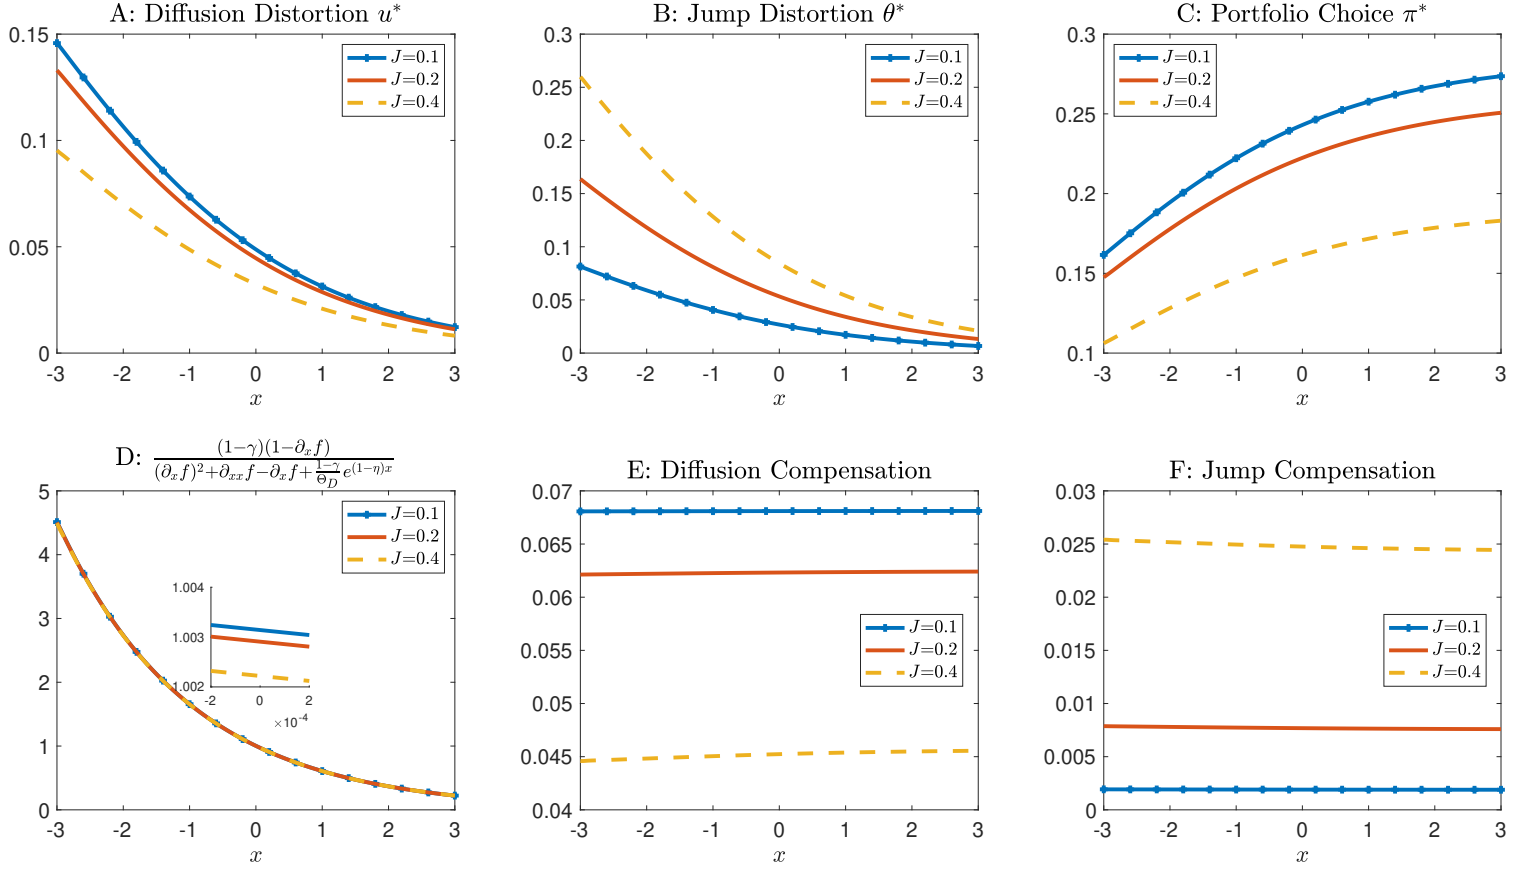 A: Diffusion Distortion u*
0.15
0.1
0.05
0
-3 -2 -1 0 1 2 3
x
J=0.1
J=0.2
J=0.4
B: Jump Distortion θ*
0.3
0.25
0.2
0.15
0.1
0.05
0
-3 -2 -1 0 1 2 3
x
J=0.1
J=0.2
J=0.4
C: Portfolio Choice π*
0.3
0.25
0.2
0.15
0.1
-3 -2 -1 0 1 2 3
x
J=0.1
J=0.2
J=0.4
D: (1−γ)(1−∂ₓf) / (∂ₓf)²+∂ₓₓf−∂ₓf+(1−γ)/Θ_D e^{(1−η)x}
5
4
3
2
1
0
-3 -2 -1 0 1 2 3
x
J=0.1
J=0.2
J=0.4
1.004
1.003
1.002
-2 0 2
×10⁻⁴
E: Diffusion Compensation
0.07
0.065
0.06
0.055
0.05
0.045
0.04
-3 -2 -1 0 1 2 3
x
J=0.1
J=0.2
J=0.4
F: Jump Compensation
0.03
0.025
0.02
0.015
0.01
0.005
0
-3 -2 -1 0 1 2 3
x
J=0.1
J=0.2
J=0.4